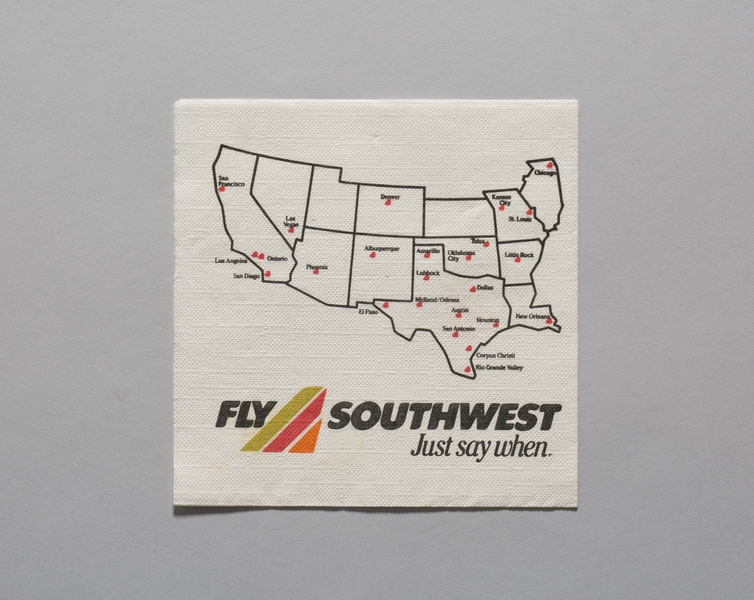 Chicago
San
Francisco
Denver
Kansas
City
St. Louis
Las
Vegas
Tulsa
Albuquerque
Amarillo
Oklahoma
City
Little Rock
Los Angeles
Ontario
Phoenix
San Diego
Lubbock
Dallas
Midland/Odessa
El Paso
Austin
Houston
New Orleans
San Antonio
Corpus Christi
Rio Grande Valley
FLY SOUTHWEST
Just say when.